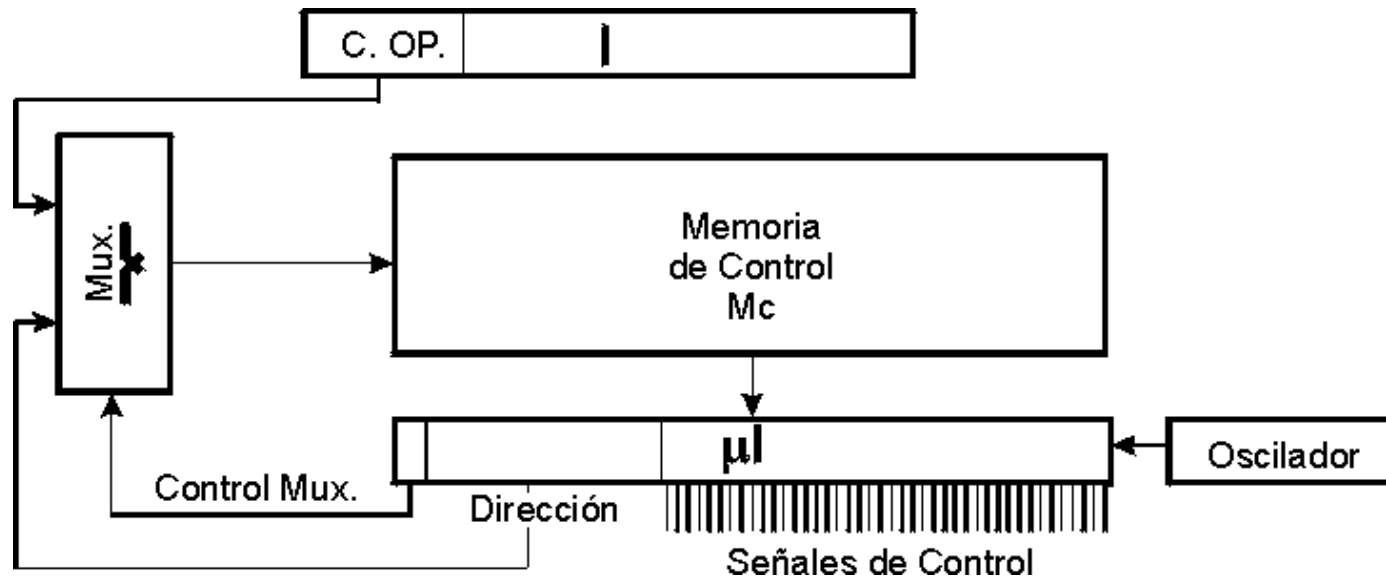 C. OP.
I
Mux.
x
Memoria
de Control
Mc
μI
Oscilador
Control Mux.
Dirección
Señales de Control